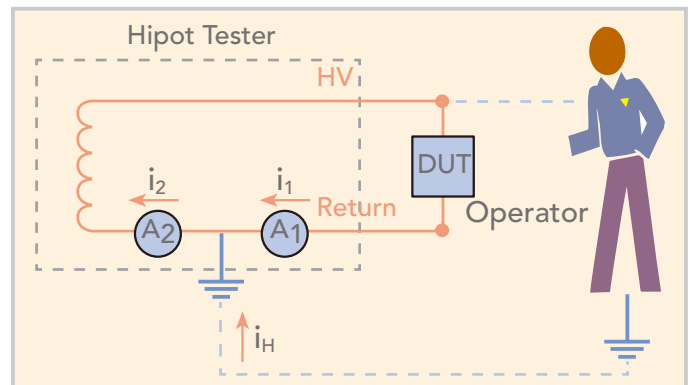 Hipot Tester
HV
DUT
i2
i1
Return
Operator
A2
A1
iH